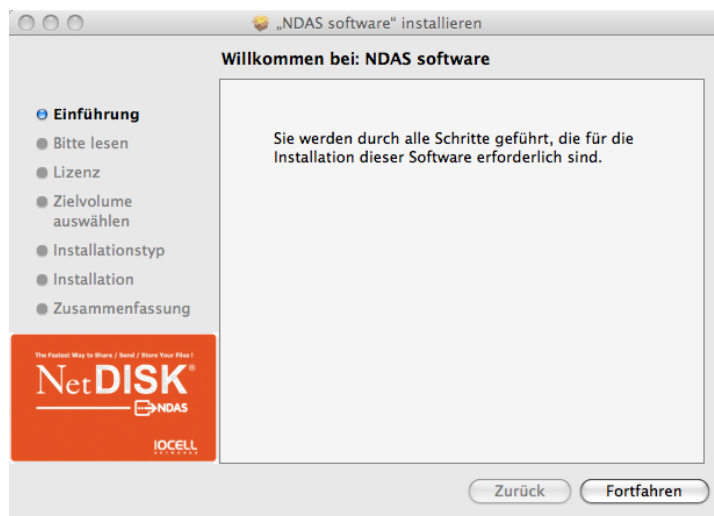 „NDAS software“ installieren
Willkommen bei: NDAS software
Einführung
Bitte lesen
Lizenz
Zielvolume
auswählen
Installationstyp
Installation
Zusammenfassung
Sie werden durch alle Schritte geführt, die für die
Installation dieser Software erforderlich sind.
The Fastest Way to Share / Send / Store Your Files !
NetDISK®
NDAS
IOCELL
NETWORKS
Zurück
Fortfahren